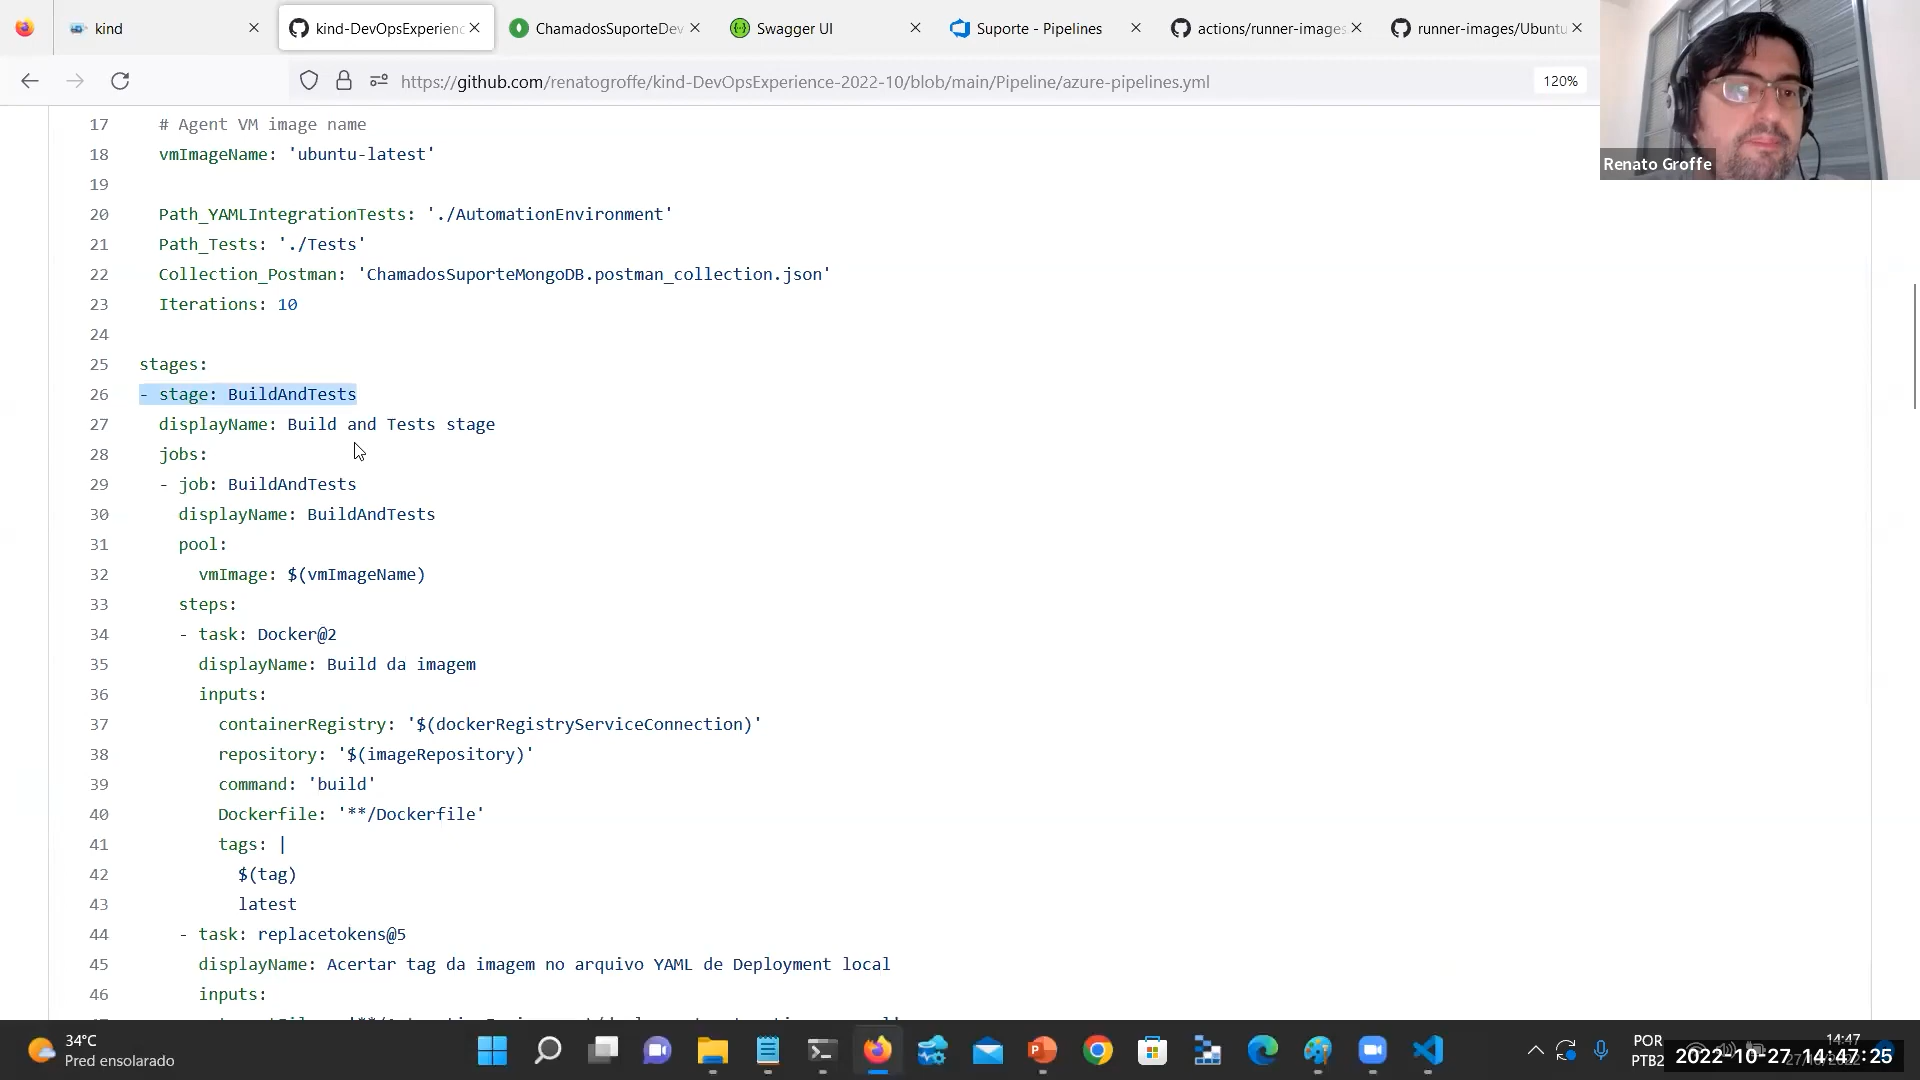 kind
kind-DevOpsExperienc
ChamadosSuporteDev
Swagger UI
Suporte - Pipelines
actions/runner-images
runner-images/Ubuntu
https://github.com/renatogroffe/kind-DevOpsExperience-2022-10/blob/main/Pipeline/azure-pipelines.yml
120%
Renato Groffe
17 # Agent VM image name
18 vmImageName: 'ubuntu-latest'
19
20 Path_YAMLIntegrationTests: './AutomationEnvironment'
21 Path_Tests: './Tests'
22 Collection_Postman: 'ChamadosSuporteMongoDB.postman_collection.json'
23 Iterations: 10
24
25 stages:
26 - stage: BuildAndTests
27 displayName: Build and Tests stage
28 jobs:
29 - job: BuildAndTests
30 displayName: BuildAndTests
31 pool:
32 vmImage: $(vmImageName)
33 steps:
34 - task: Docker@2
35 displayName: Build da imagem
36 inputs:
37 containerRegistry: '$(dockerRegistryServiceConnection)'
38 repository: '$(imageRepository)'
39 command: 'build'
40 Dockerfile: '**/Dockerfile'
41 tags: |
42 $(tag)
43 latest
44 - task: replacetokens@5
45 displayName: Acertar tag da imagem no arquivo YAML de Deployment local
46 inputs:
34°C
Pred ensolarado
POR
PTB2
14:47
2022-10-27 14:47:25